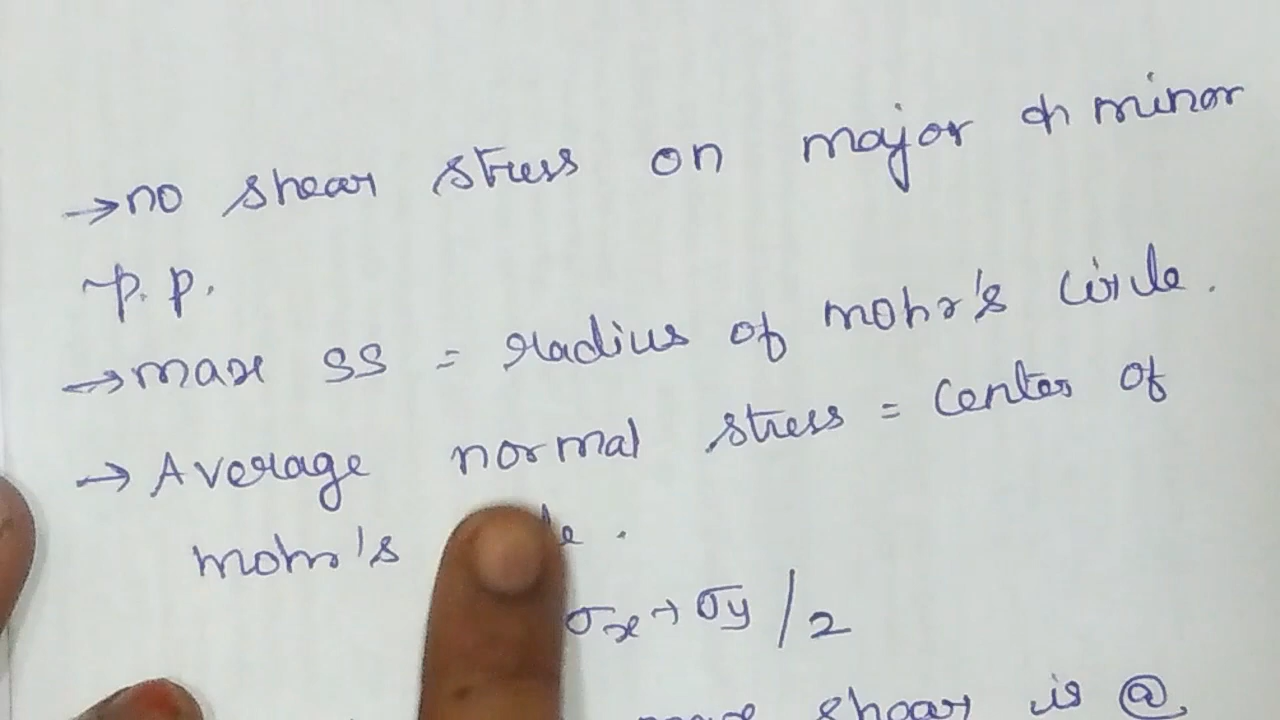 → no shear stress on major & minor
p.p.
→ max ss = radius of mohr's circle.
→ Average normal stress = center of
mohr's
σx + σy / 2
shear is @